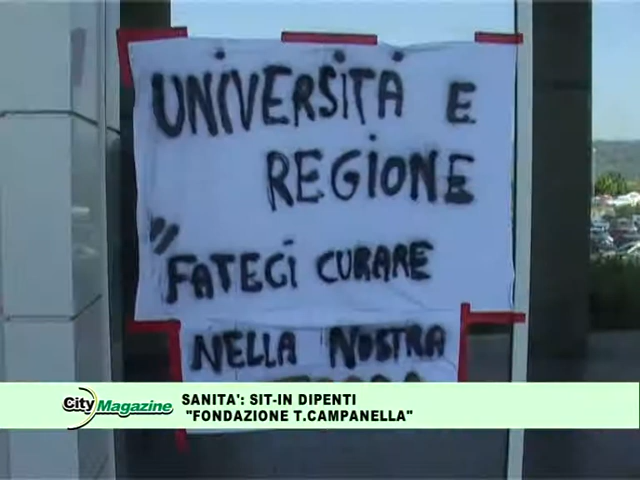 UNIVERSITÀ E
REGIONE
"FATECI CURARE
NELLA NOSTRA
City Magazine
SANITA': SIT-IN DIPENTI
"FONDAZIONE T.CAMPANELLA"